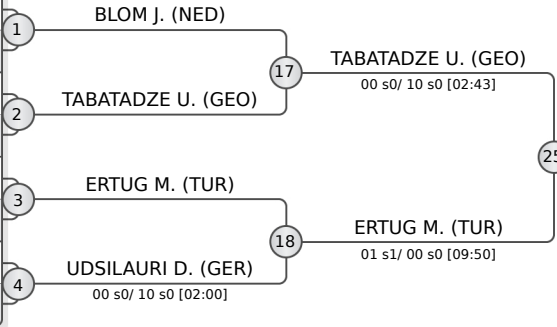 BLOM J. (NED)
1
17
TABATADZE U. (GEO)
00 s0/ 10 s0 [02:43]
TABATADZE U. (GEO)
2
25
ERTUG M. (TUR)
3
18
ERTUG M. (TUR)
01 s1/ 00 s0 [09:50]
UDSILAURI D. (GER)
4
00 s0/ 10 s0 [02:00]